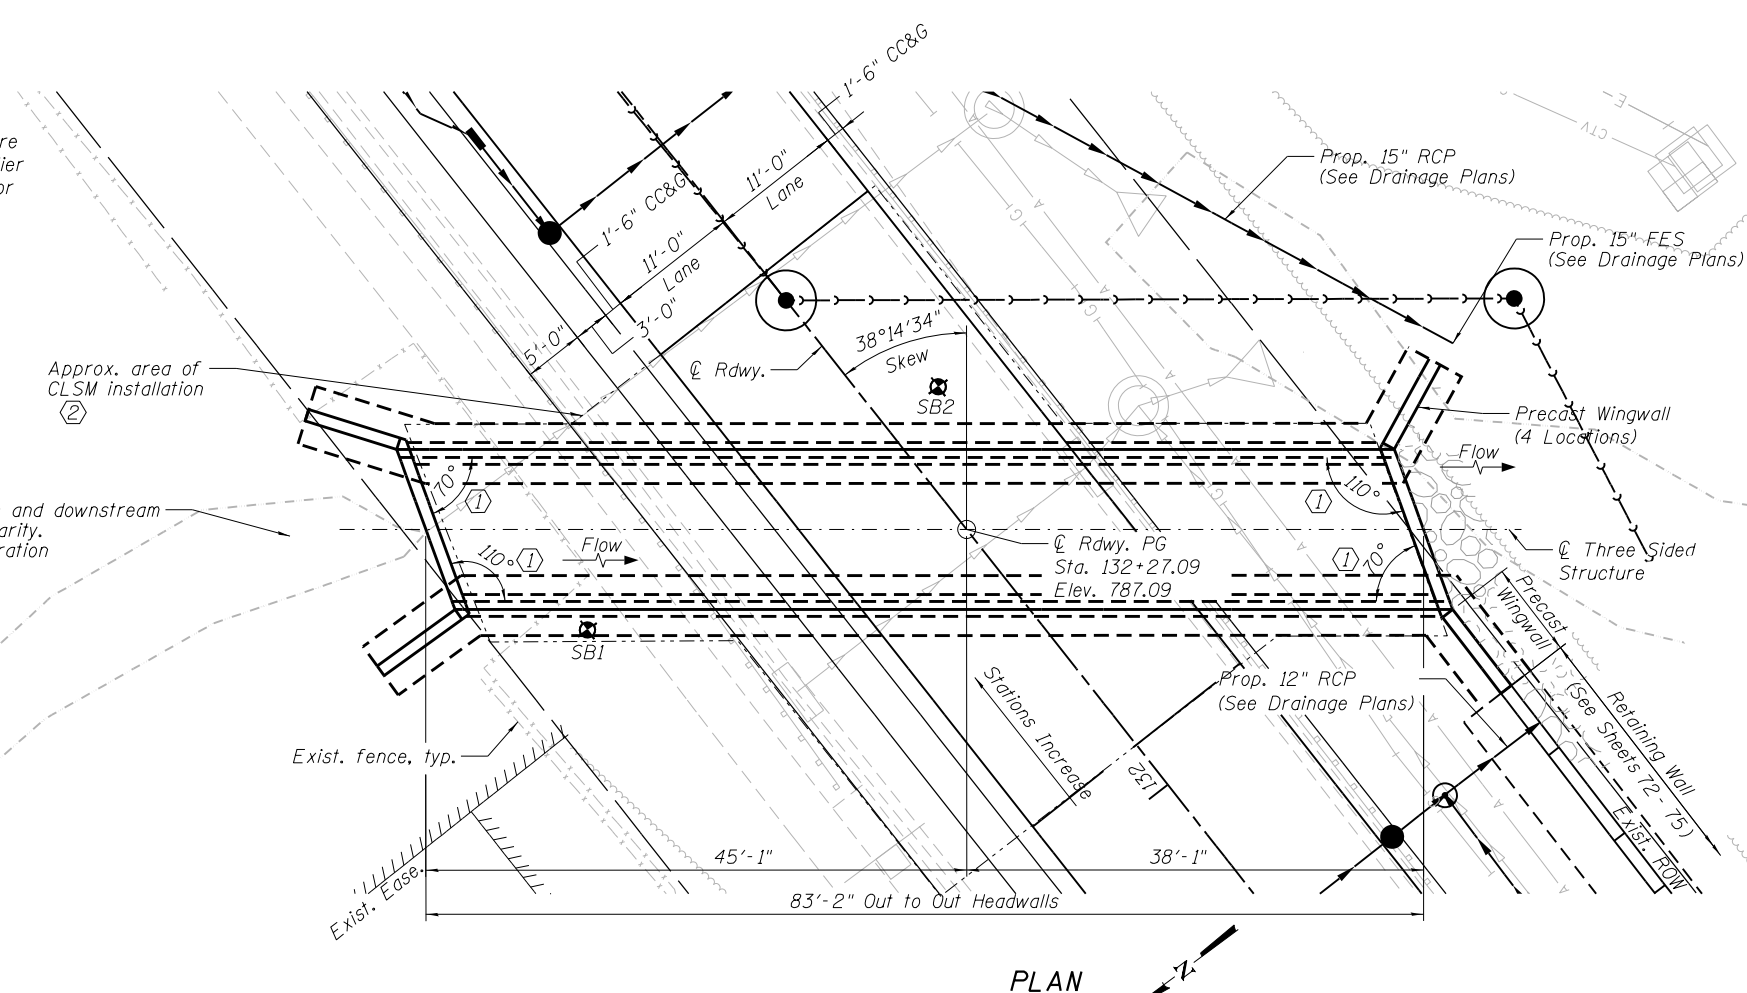 1'-6" CC&G
11'-0"
Lane
1'-6" CC&G
11'-0"
Lane
3'-0"
5'-0"
re
ier
or
Prop. 15" RCP
(See Drainage Plans)
Prop. 15" FES
(See Drainage Plans)
E
CTV
A
G
A
G
38°14'34"
Skew
℄ Rdwy.
SB2
Approx. area of
CLSM installation
2
Precast Wingwall
(4 Locations)
Flow
70°
1
110°
1
and downstream
arity.
ration
110°
1
Flow
℄ Rdwy. PG
Sta. 132+27.09
Elev. 787.09
1
70°
℄ Three Sided
Structure
SB1
Precast
Wingwall
Stations Increase
132
Prop. 12" RCP
(See Drainage Plans)
Retaining Wall
(See Sheets 72- 75)
Exist. ROW
Exist. fence, typ.
Exist. Ease.
45'-1"
38'-1"
83'-2" Out to Out Headwalls
PLAN
N